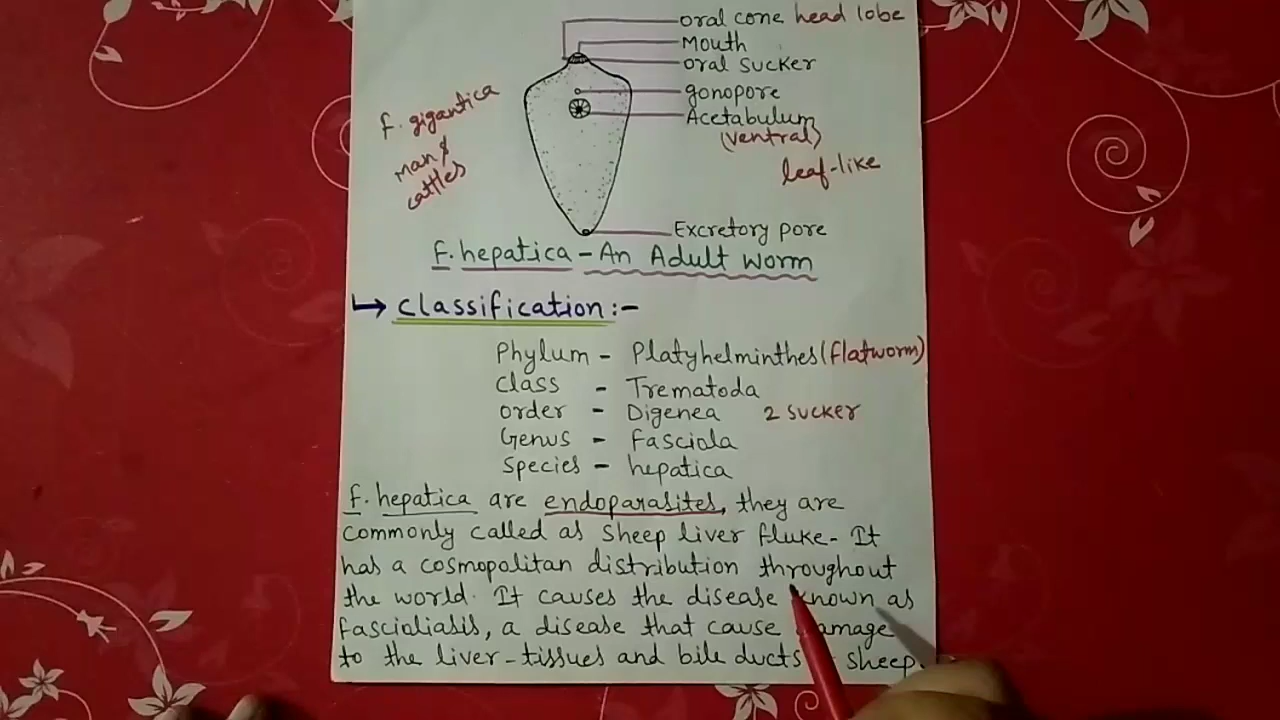 oral cone head lobe
Mouth
oral sucker
gonopore
Acetabulum
(ventral)
leaf-like
F. gigantica
man &
cattles
Excretory pore
F. hepatica - An Adult worm
↳ Classification:-
Phylum - Platyhelminthes (flatworm)
Class - Trematoda
Order - Digenea 2 sucker
Genus - Fasciola
Species - hepatica
F. hepatica are endoparasites, they are
commonly called as sheep liver fluke- It
has a cosmopolitan distribution throughout
the world. It causes the disease known as
fascioliasis, a disease that cause damage
to the liver-tissues and bile ducts sheep.